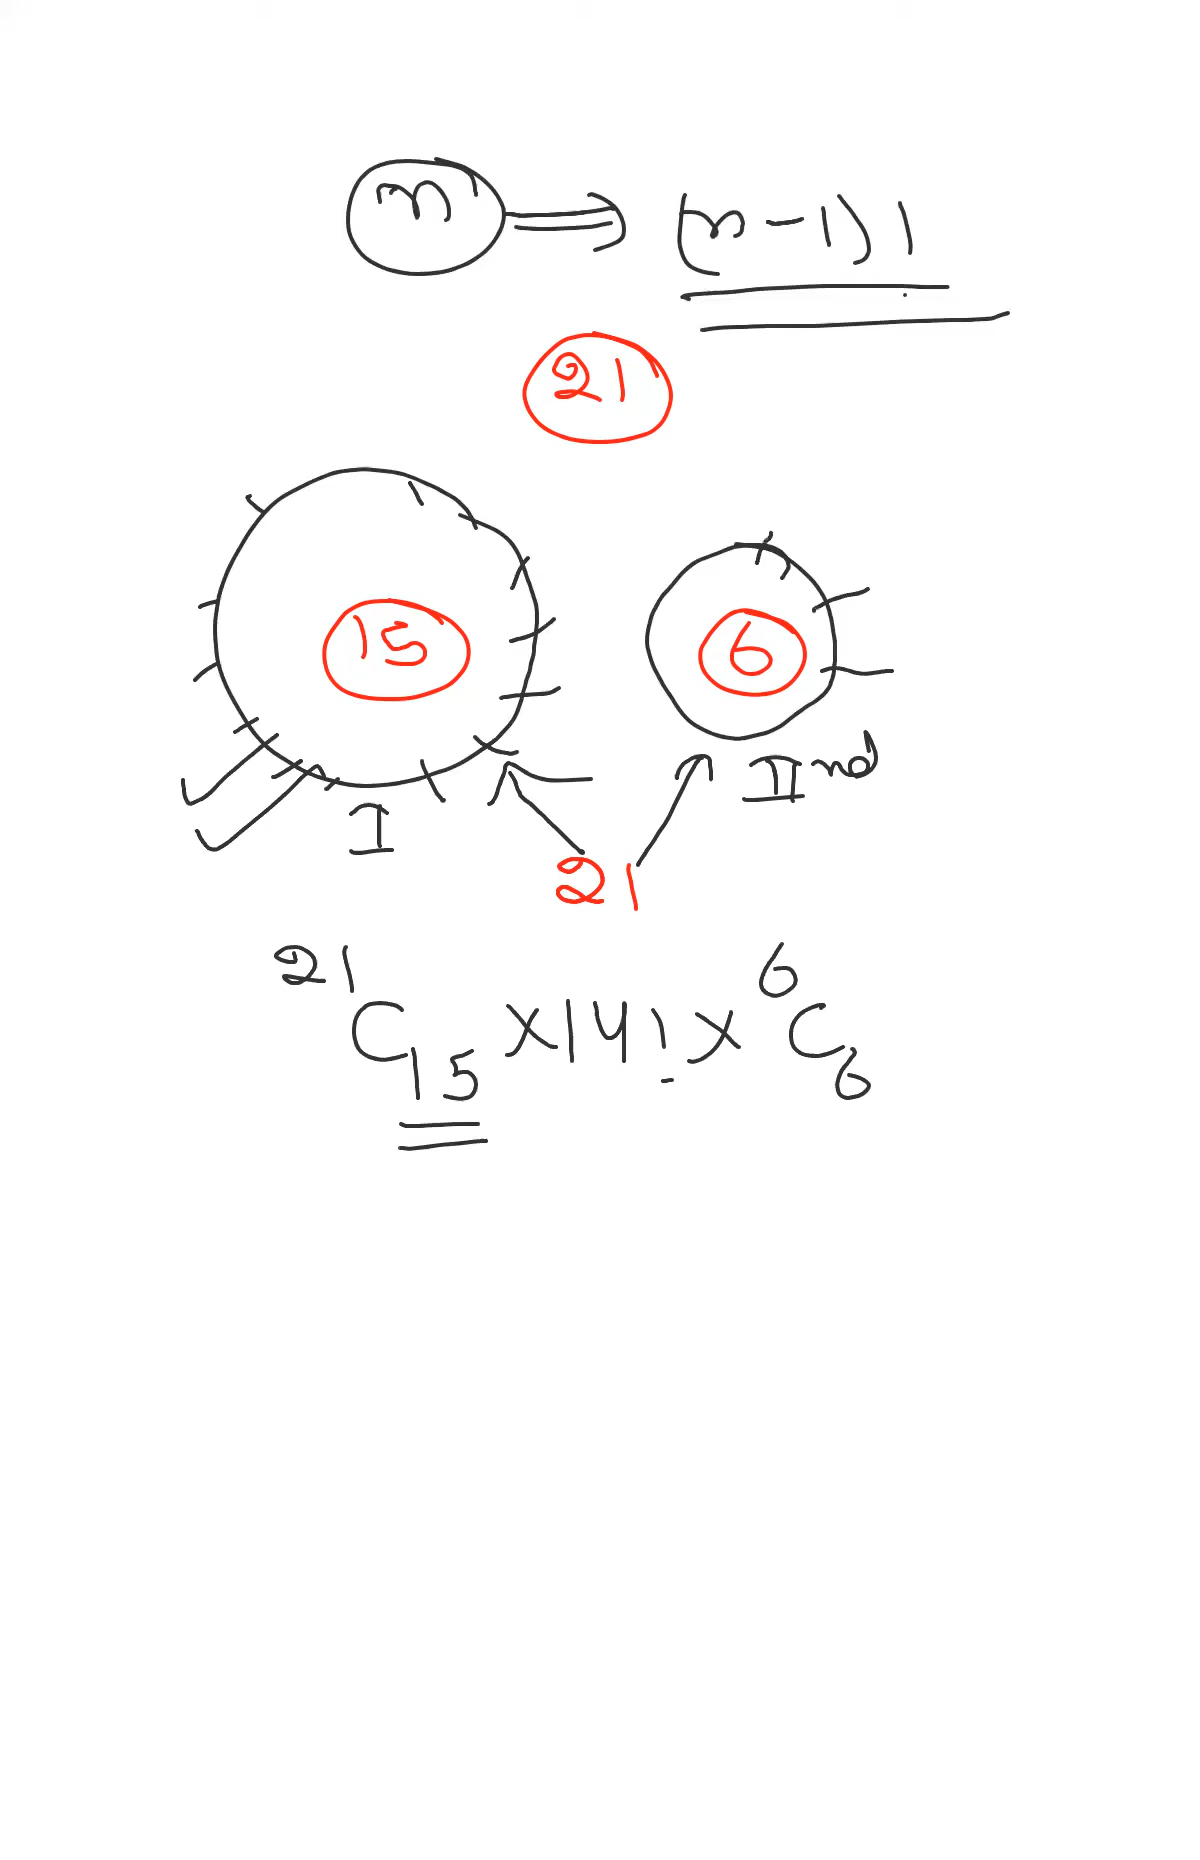 n ⇒ (n-1)!
21
15 6
I IInd
21
²¹C₁₅ × 14! × ⁶C₆